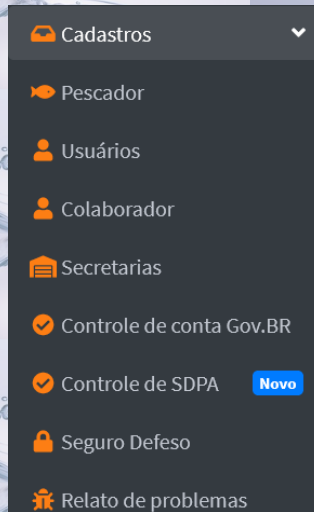 Cadastros
Pescador
Usuários
Colaborador
Secretarias
Controle de conta Gov.BR
Controle de SDPA Novo
Seguro Defeso
Relato de problemas